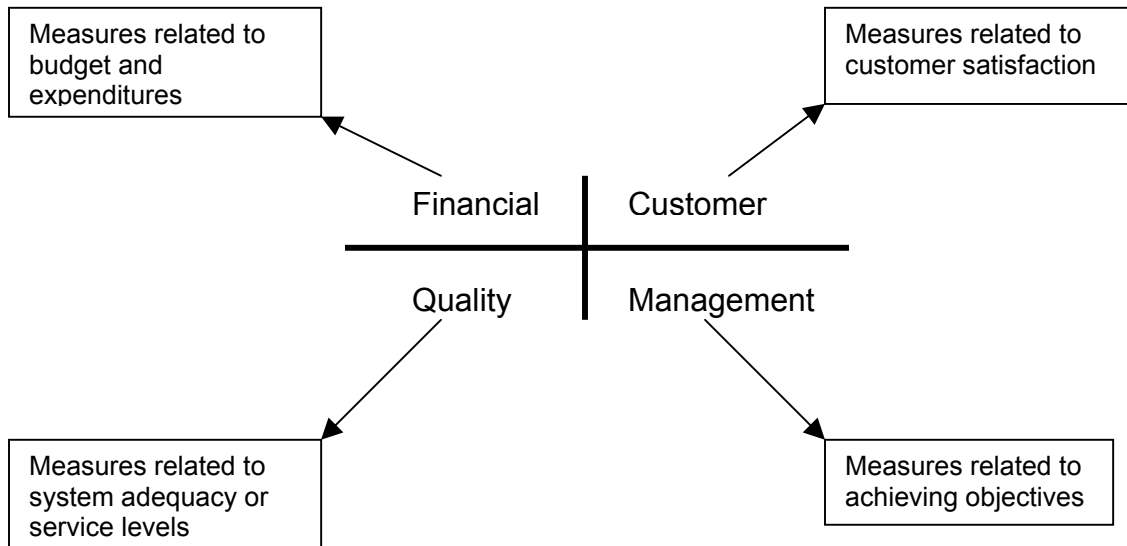 Measures related to
budget and
expenditures
Measures related to
customer satisfaction
Financial
Customer
Quality
Management
Measures related to
system adequacy or
service levels
Measures related to
achieving objectives